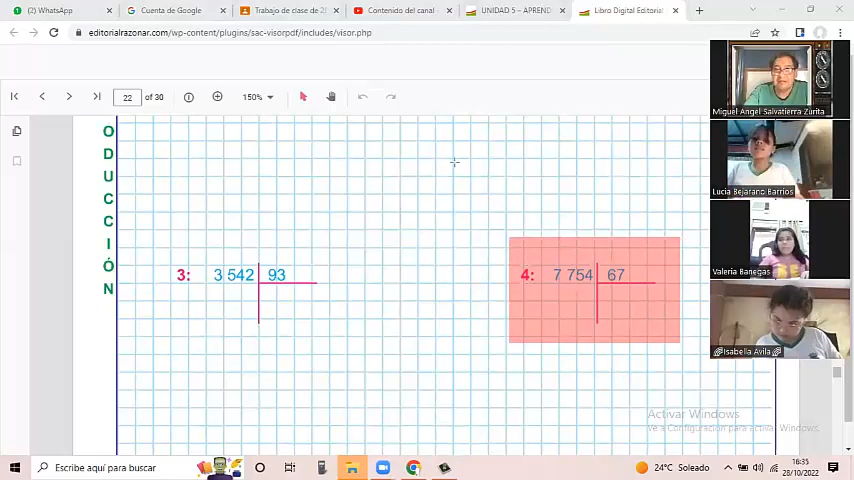 (2) WhatsApp
Cuenta de Google
Trabajo de clase de 2
Contenido del canal
UNIDAD 5 – APREN
Libro Digital Editorial
editorialrazonar.com/wp-content/plugins/sac-visorpdf/includes/visor.php
22 of 30
150%
O
D
U
C
C
I
Ó
N
3: 3 542 93
4: 7 754 67
Miguel Angel Salvatierra Zurita
Lucia Bejarano Barrios
Valeria Banegas
Isabella Avila
Activar Windows
Ve a Configuración para activar Windows.
Escribe aquí para buscar
24°C Soleado
16:35
28/10/2022